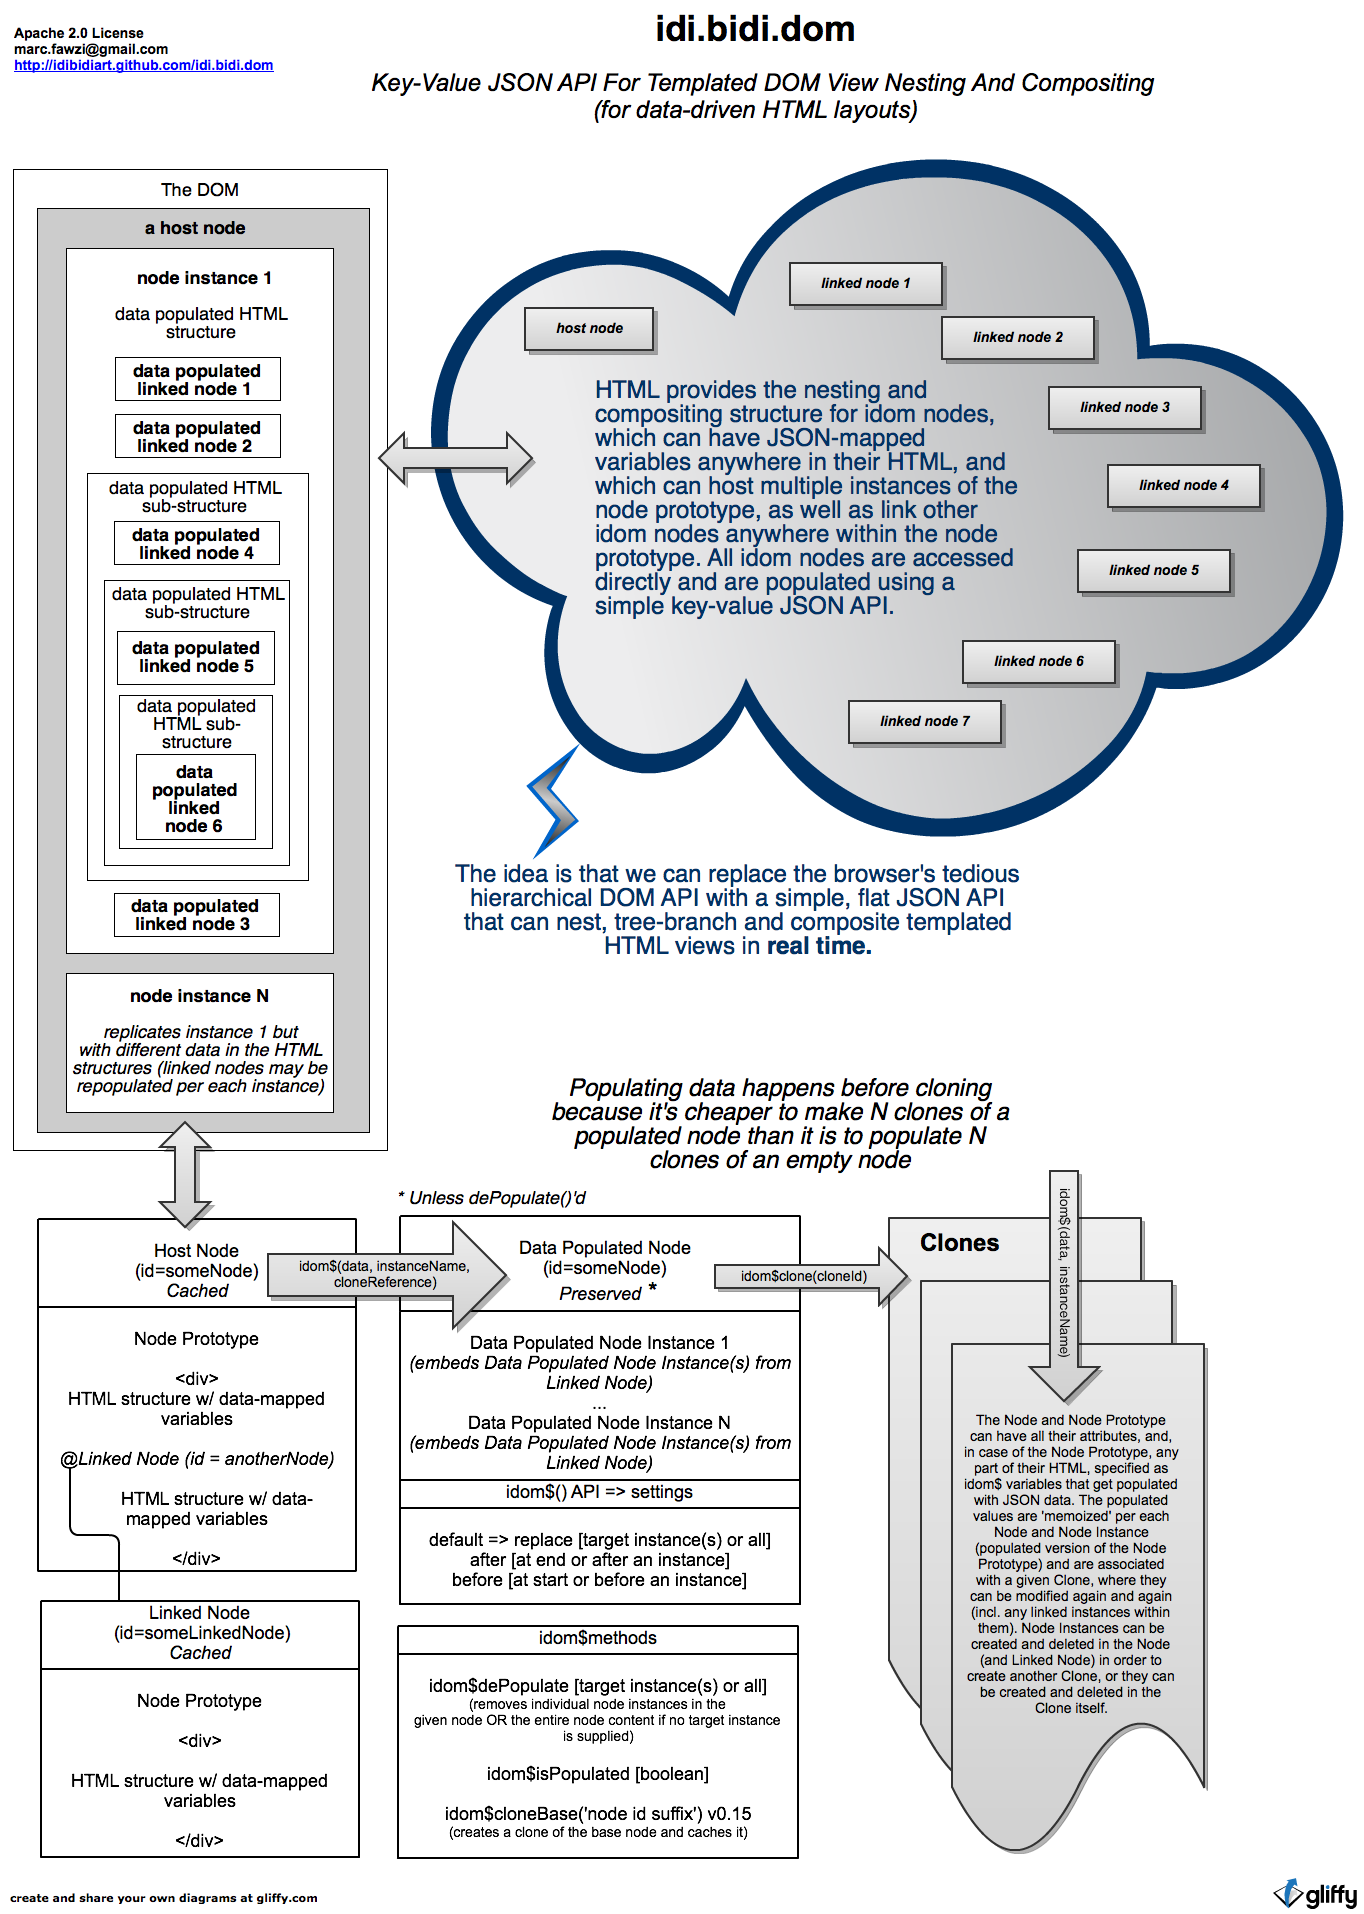 Apache 2.0 License
marc.fawzi@gmail.com
http://idibidiart.github.com/idi.bidi.dom
idi.bidi.dom
Key-Value JSON API For Templated DOM View Nesting And Compositing
(for data-driven HTML layouts)
The DOM
a host node
node instance 1
data populated HTML
structure
data populated
linked node 1
data populated
linked node 2
data populated HTML
sub-structure
data populated
linked node 4
data populated HTML
sub-structure
data populated
linked node 5
data populated
HTML sub-
structure
data
populated
linked
node 6
data populated
linked node 3
node instance N
replicates instance 1 but
with different data in the HTML
structures (linked nodes may be
repopulated per each instance)
host node
linked node 1
linked node 2
linked node 3
linked node 4
linked node 5
linked node 6
linked node 7
HTML provides the nesting and
compositing structure for idom nodes,
which can have JSON-mapped
variables anywhere in their HTML, and
which can host multiple instances of the
node prototype, as well as link other
idom nodes anywhere within the node
prototype. All idom nodes are accessed
directly and are populated using a
simple key-value JSON API.
The idea is that we can replace the browser's tedious
hierarchical DOM API with a simple, flat JSON API
that can nest, tree-branch and composite templated
HTML views in real time.
Populating data happens before cloning
because it's cheaper to make N clones of a
populated node than it is to populate N
clones of an empty node
* Unless dePopulate()'d
Host Node
(id=someNode)
Cached
Node Prototype
<div>
HTML structure w/ data-mapped
variables
@Linked Node (id = anotherNode)
HTML structure w/ data-
mapped variables
</div>
Linked Node
(id=someLinkedNode)
Cached
Node Prototype
<div>
HTML structure w/ data-mapped
variables
</div>
idom$(data, instanceName,
cloneReference)
Data Populated Node
(id=someNode)
Preserved *
Data Populated Node Instance 1
(embeds Data Populated Node Instance(s) from
Linked Node)
...
Data Populated Node Instance N
(embeds Data Populated Node Instance(s) from
Linked Node)
idom$() API => settings
default => replace [target instance(s) or all]
after [at end or after an instance]
before [at start or before an instance]
idom$methods
idom$dePopulate [target instance(s) or all]
(removes individual node instances in the
given node OR the entire node content if no target instance
is supplied)
idom$isPopulated [boolean]
idom$cloneBase('node id suffix') v0.15
(creates a clone of the base node and caches it)
idom$clone(cloneId)
Clones
idom$(data, instanceName)
The Node and Node Prototype
can have all their attributes, and,
in case of the Node Prototype, any
part of their HTML, specified as
idom$ variables that get populated
with JSON data. The populated
values are 'memoized' per each
Node and Node Instance
(populated version of the Node
Prototype) and are associated
with a given Clone, where they
can be modified again and again
(incl. any linked instances within
them). Node Instances can be
created and deleted in the Node
(and Linked Node) in order to
create another Clone, or they can
be created and deleted in the
Clone itself.
create and share your own diagrams at gliffy.com
gliffy